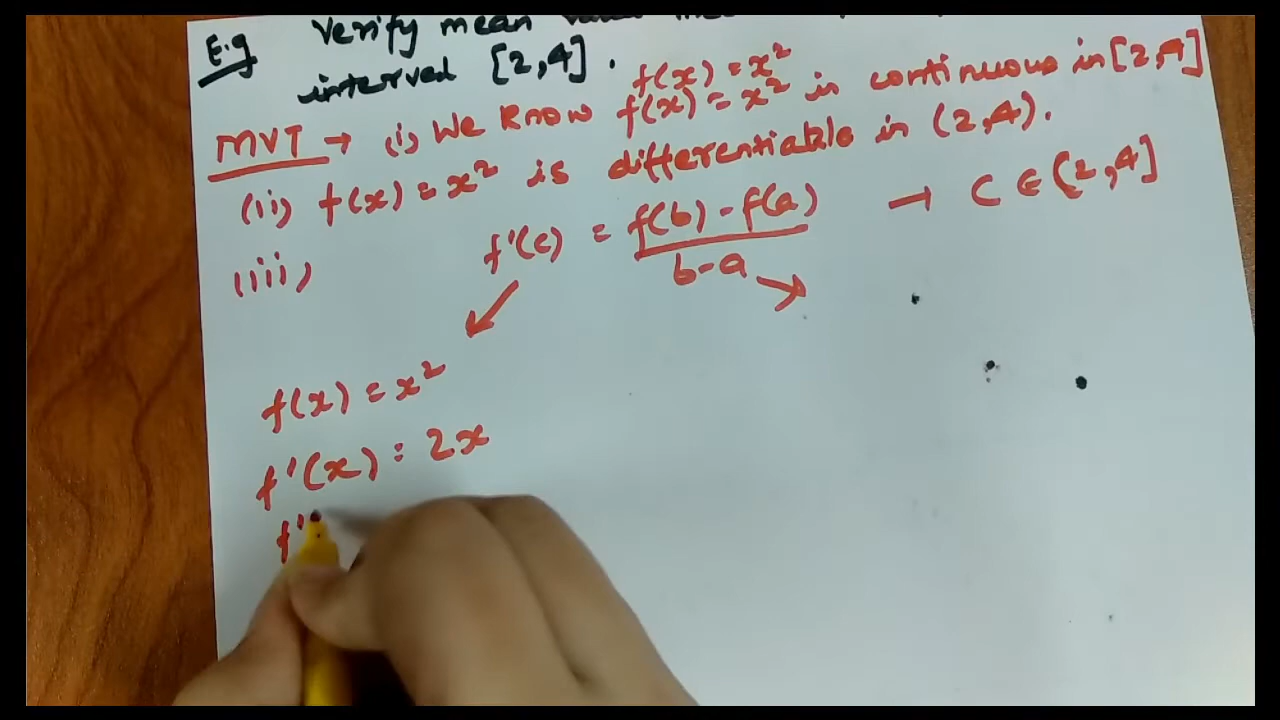 E.g Verify mean
interved [2,4].
f(x) = x²
MVT → (i) We know f(x) = x² is continuous in [2,4]
(ii) f(x) = x² is differentiable in (2,4).
(iii) f'(c) = f(b) - f(a) / b-a → C ∈ (2,4]
f(x) = x²
f'(x) = 2x
f'